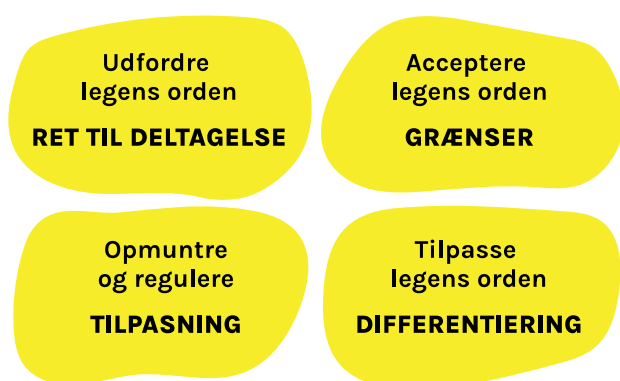 Udfordre
legens orden
RET TIL DELTAGELSE
Acceptere
legens orden
GRÆNSER
Opmuntre
og regulere
TILPASNING
Tilpasse
legens orden
DIFFERENTIERING